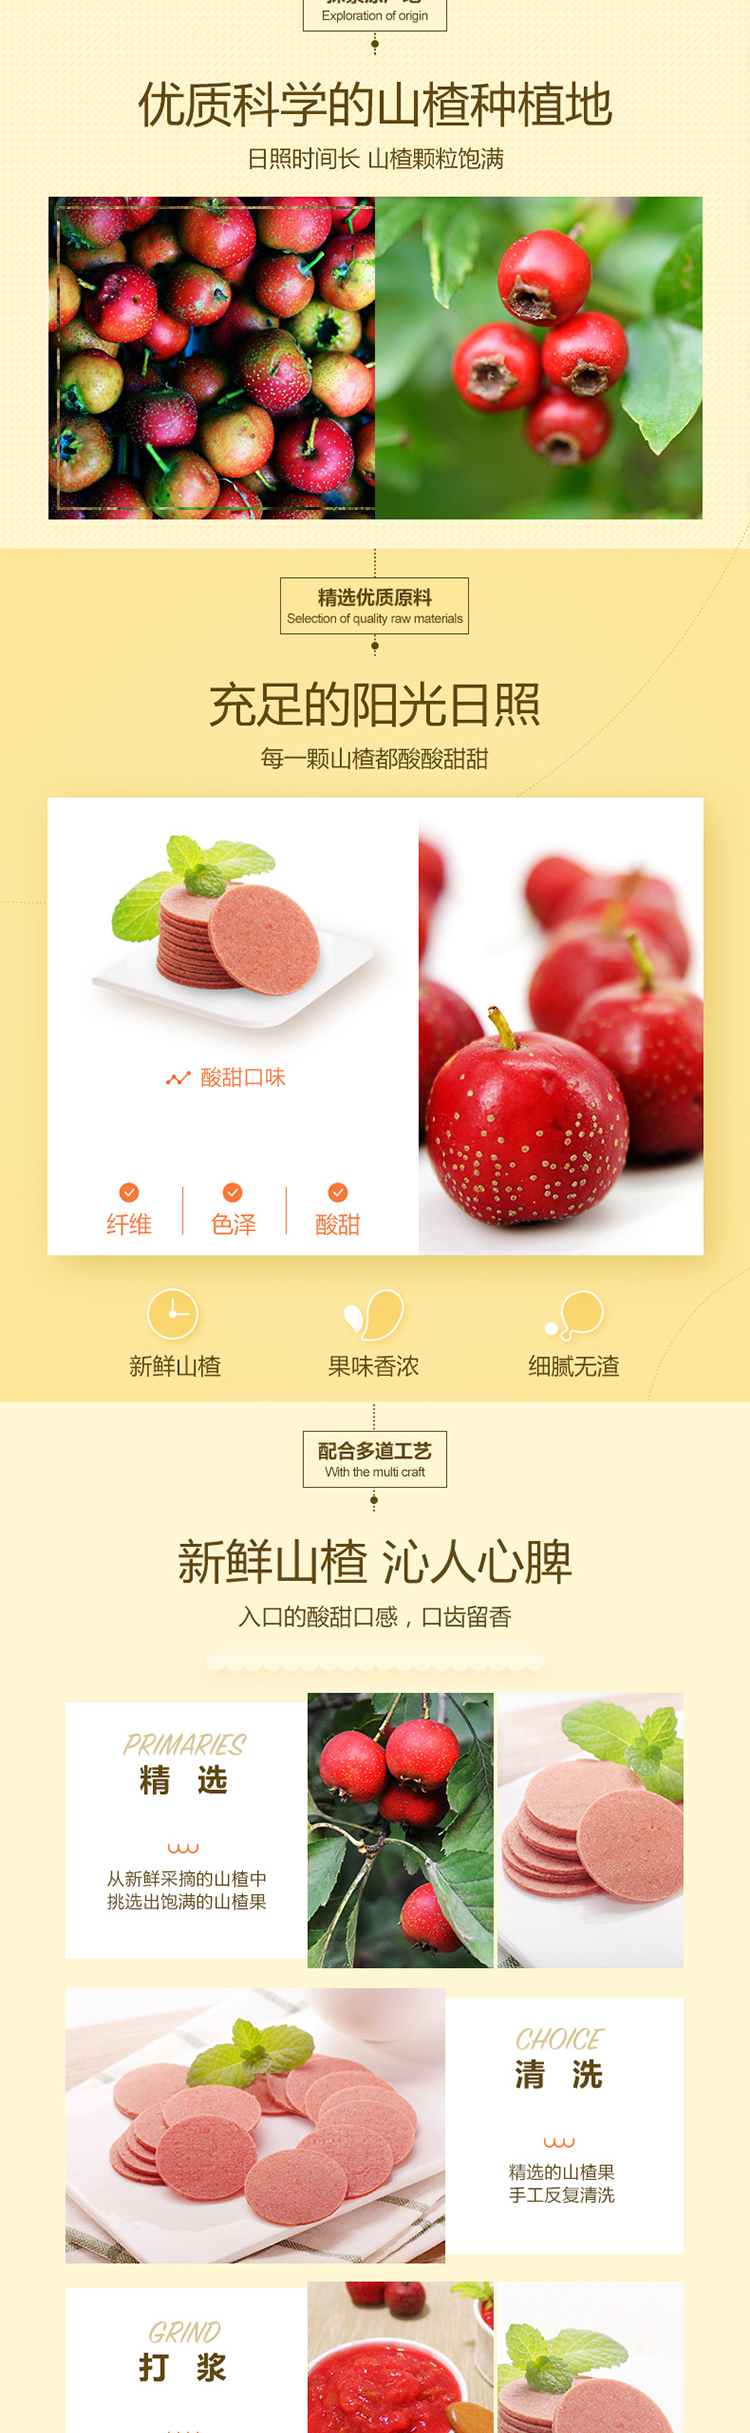 Exploration of origin
优质科学的山楂种植地
日照时间长 山楂颗粒饱满
精选优质原料
Selection of quality raw materials
充足的阳光日照
每一颗山楂都酸酸甜甜
酸甜口味
纤维 色泽 酸甜
新鲜山楂 果味香浓 细腻无渣
配合多道工艺
With the multi craft
新鲜山楂 沁人心脾
入口的酸甜口感，口齿留香
PRIMARIES
精 选
从新鲜采摘的山楂中
挑选出饱满的山楂果
CHOICE
清 洗
精选的山楂果
手工反复清洗
GRIND
打 浆